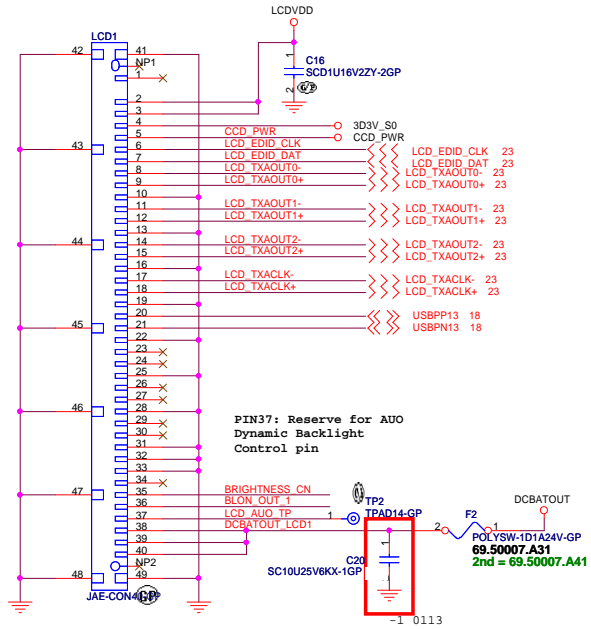 LCDVDD
LCD1
42
41
NP1
1
C16
SCD1U16V2ZY-2GP
1
2
2
3
4
3D3V_S0
5
CCD_PWR
CCD_PWR
43
6
LCD_EDID_CLK
LCD_EDID_CLK 23
7
LCD_EDID_DAT
LCD_EDID_DAT 23
8
LCD_TXAOUT0-
LCD_TXAOUT0- 23
9
LCD_TXAOUT0+
LCD_TXAOUT0+ 23
10
11
LCD_TXAOUT1-
LCD_TXAOUT1- 23
12
LCD_TXAOUT1+
LCD_TXAOUT1+ 23
13
44
14
LCD_TXAOUT2-
LCD_TXAOUT2- 23
15
LCD_TXAOUT2+
LCD_TXAOUT2+ 23
16
17
LCD_TXACLK-
LCD_TXACLK- 23
18
LCD_TXACLK+
LCD_TXACLK+ 23
19
20
USBPP13 18
45
21
USBPN13 18
22
23
24
25
26
27
46
28
29
30
31
32
33
34
PIN37: Reserve for AUO
Dynamic Backlight
Control pin
47
35
BRIGHTNESS_CN
36
BLON_OUT_1
37
LCD_AUO_TP
1
TP2
TPAD14-GP
38
DCBATOUT_LCD1
39
40
NP2
48
49
DCBATOUT
F2
2
1
POLYSW-1D1A24V-GP
69.50007.A31
2nd = 69.50007.A41
1
C20
SC10U25V6KX-1GP
-1 0113